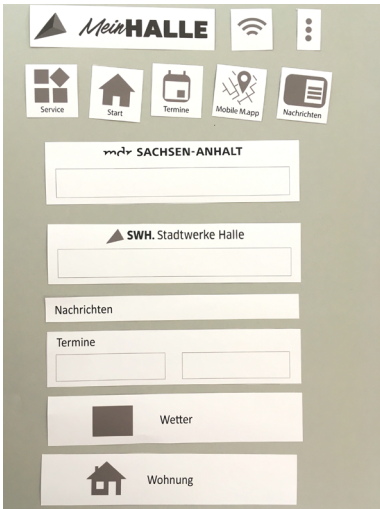 MeinHALLE
Service
Start
Termine
Mobile M.app
Nachrichten
mdr SACHSEN-ANHALT
SWH. Stadtwerke Halle
Nachrichten
Termine
Wetter
Wohnung